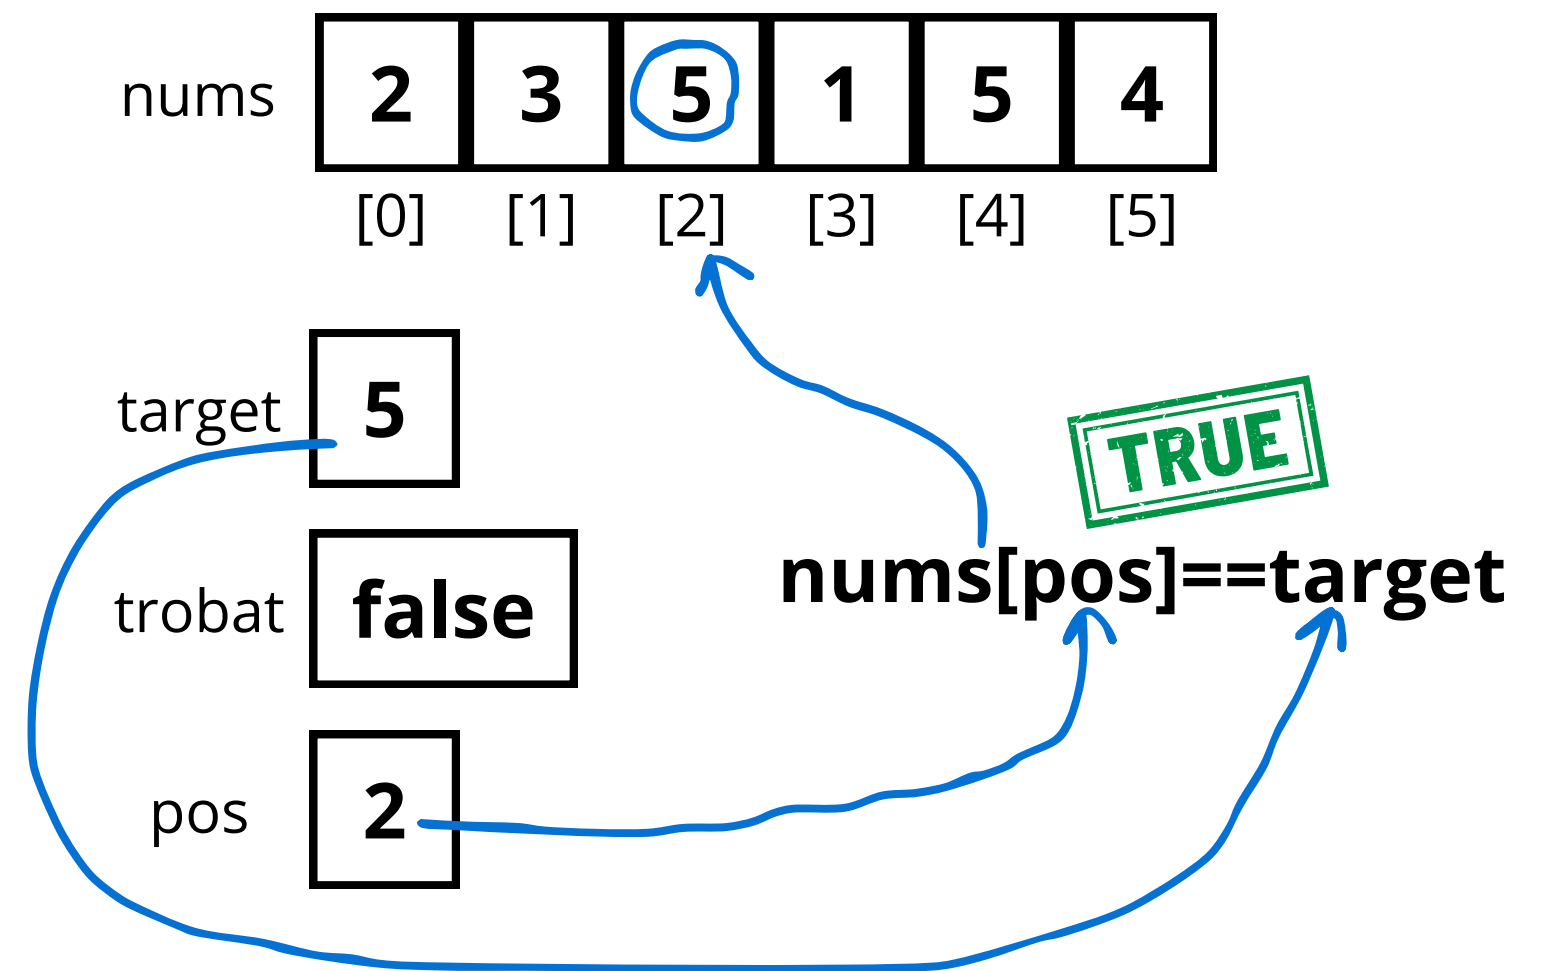 nums 2 3 5 1 5 4
[0] [1] [2] [3] [4] [5]
target 5
TRUE
trobat false
nums[pos]==target
pos 2